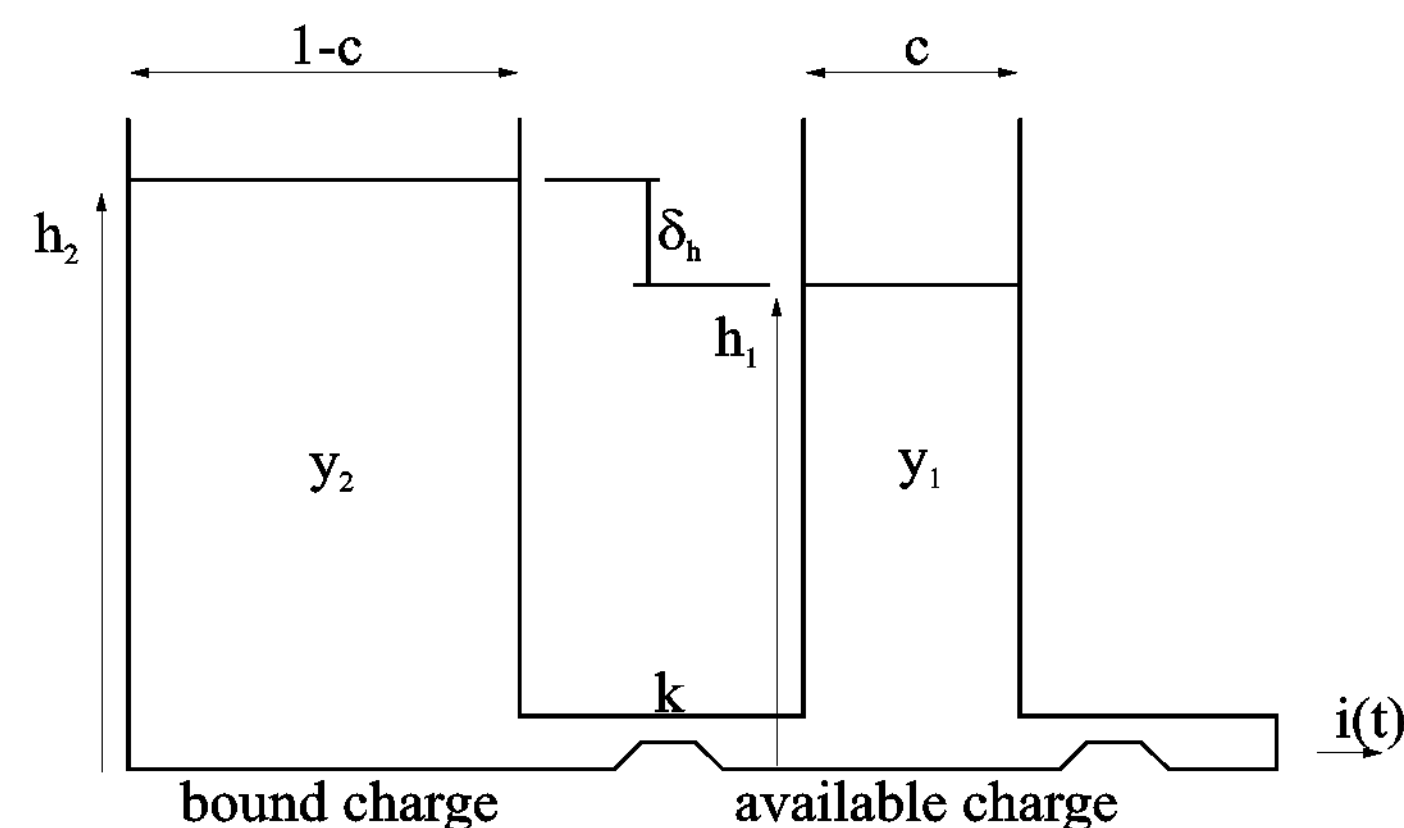 1-c
c
h₂
δₕ
h₁
y₂
y₁
k
i(t)
bound charge
available charge